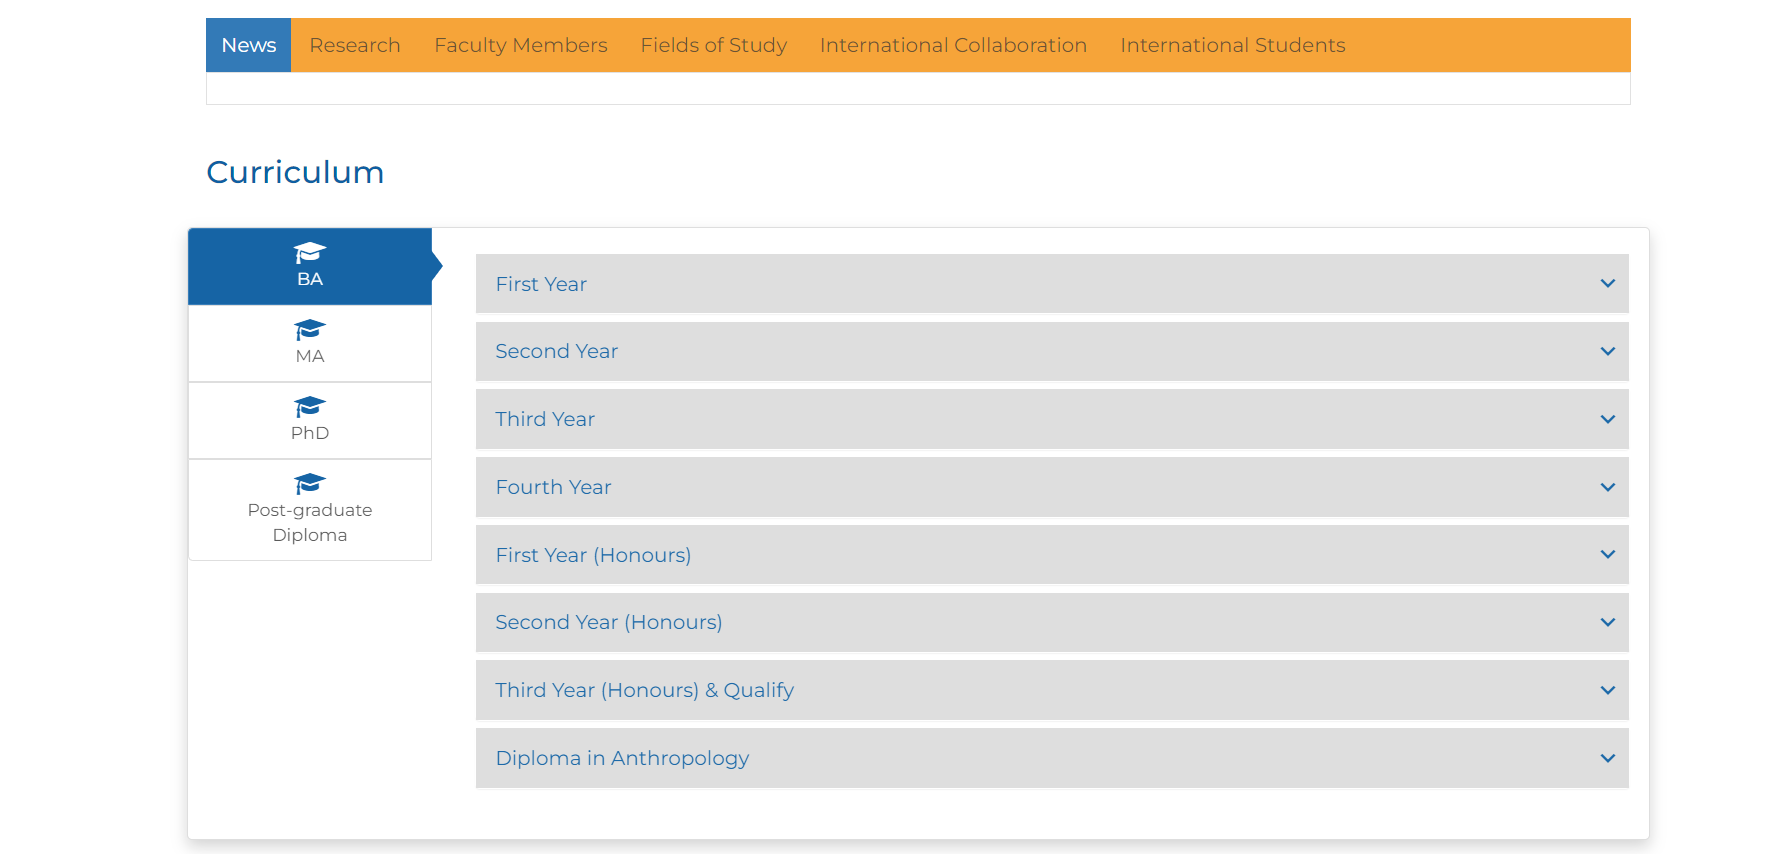 News Research Faculty Members Fields of Study International Collaboration International Students
Curriculum
BA
MA
PhD
Post-graduate
Diploma
First Year
Second Year
Third Year
Fourth Year
First Year (Honours)
Second Year (Honours)
Third Year (Honours) & Qualify
Diploma in Anthropology